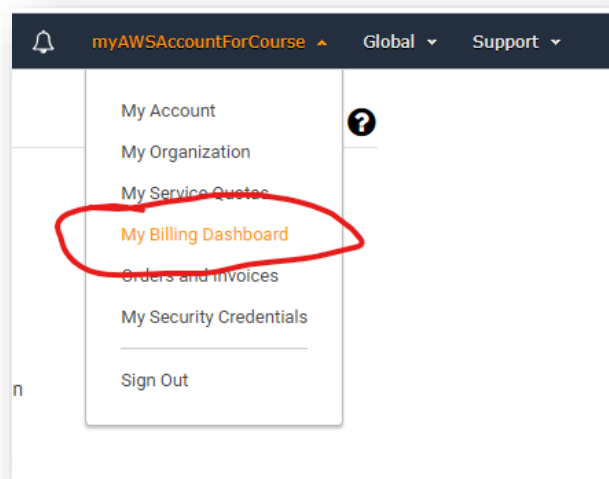 myAWSAccountForCourse Global Support
My Account
?
My Organization
My Service Quotas
My Billing Dashboard
Orders and Invoices
My Security Credentials
Sign Out
n